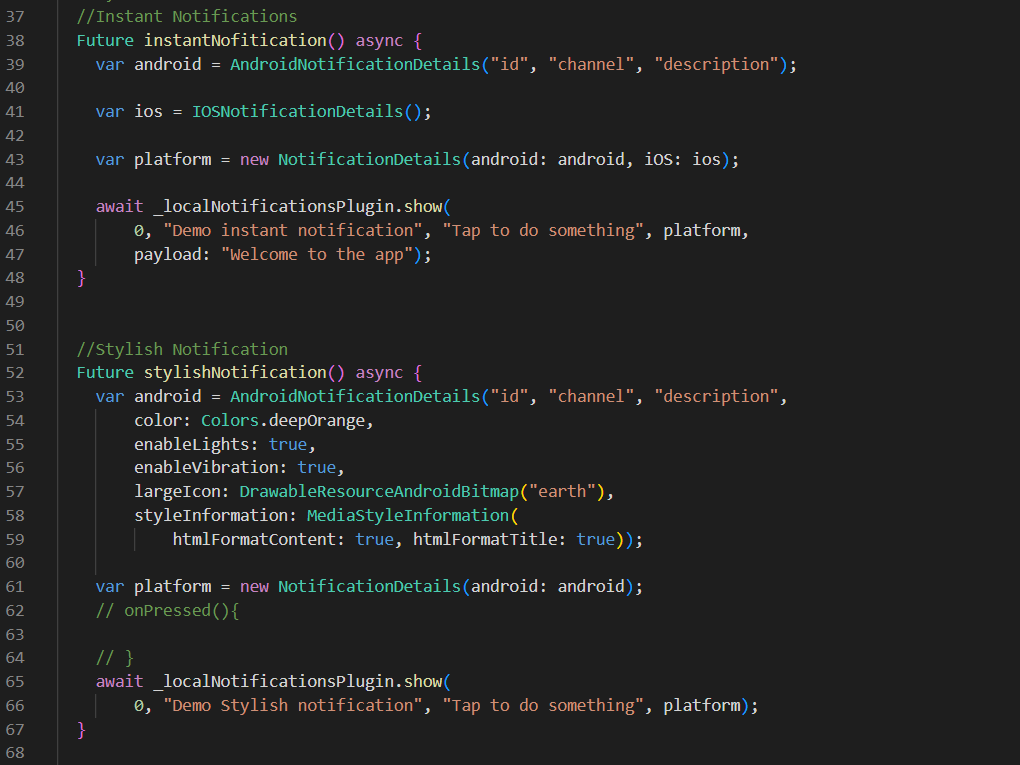 37 //Instant Notifications
38 Future instantNofitication() async {
39 var android = AndroidNotificationDetails("id", "channel", "description");
40
41 var ios = IOSNotificationDetails();
42
43 var platform = new NotificationDetails(android: android, iOS: ios);
44
45 await _localNotificationsPlugin.show(
46 0, "Demo instant notification", "Tap to do something", platform,
47 payload: "Welcome to the app");
48 }
49
50
51 //Stylish Notification
52 Future stylishNotification() async {
53 var android = AndroidNotificationDetails("id", "channel", "description",
54 color: Colors.deepOrange,
55 enableLights: true,
56 enableVibration: true,
57 largeIcon: DrawableResourceAndroidBitmap("earth"),
58 styleInformation: MediaStyleInformation(
59 htmlFormatContent: true, htmlFormatTitle: true));
60
61 var platform = new NotificationDetails(android: android);
62 // onPressed(){
63
64 // }
65 await _localNotificationsPlugin.show(
66 0, "Demo Stylish notification", "Tap to do something", platform);
67 }
68